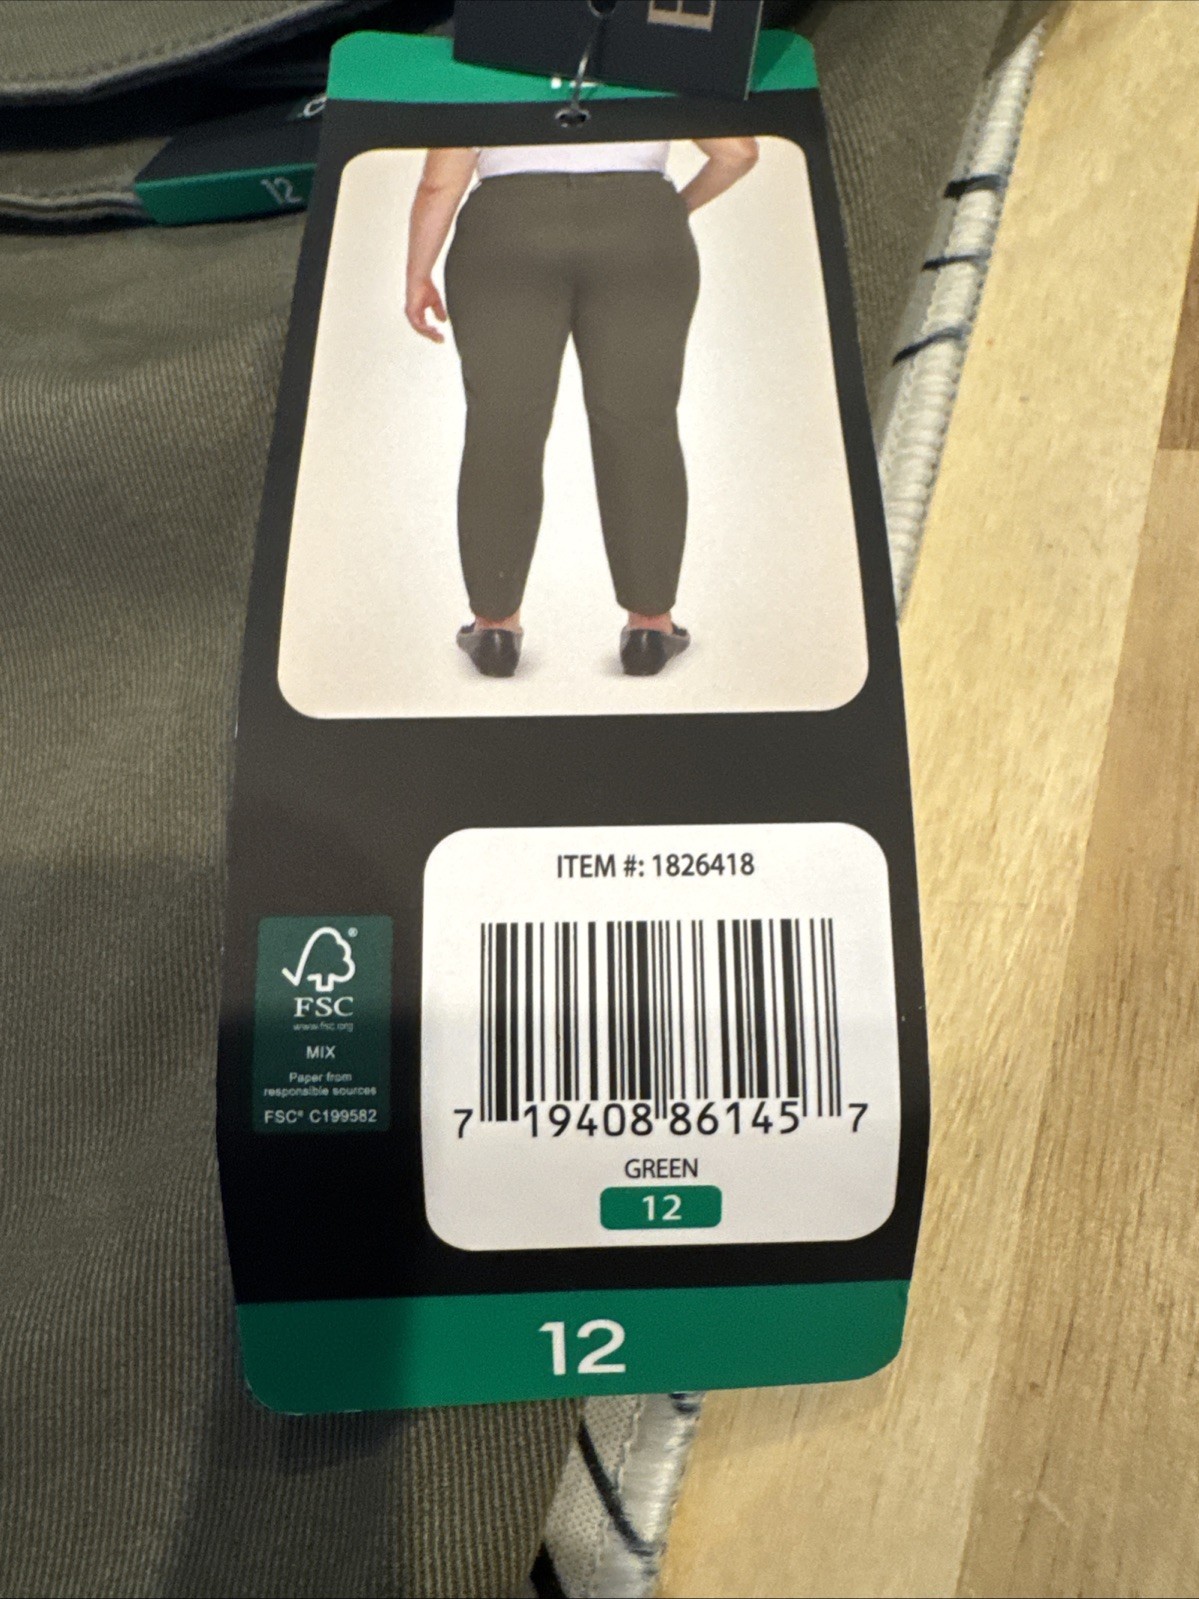 12
ITEM #: 1826418
FSC®
www.fsc.org
MIX
Paper from
responsible sources
FSC® C199582
7 19408 86145 7
GREEN
12
12